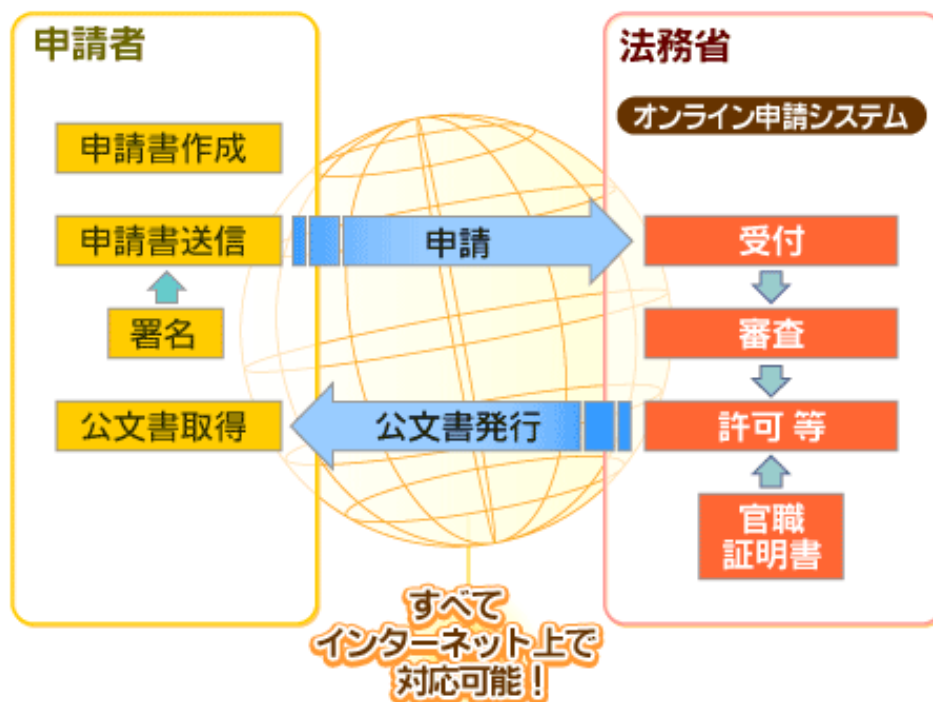 申請者
申請書作成
申請書送信
署名
公文書取得
申請
公文書発行
法務省
オンライン申請システム
受付
審査
許可 等
官職
証明書
すべて
インターネット上で
対応可能！